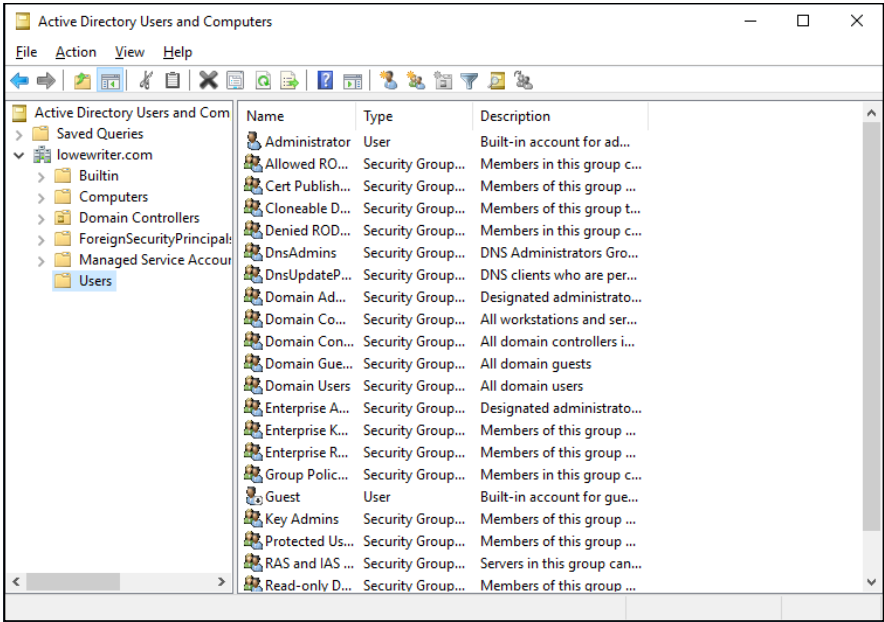 Active Directory Users and Computers
File Action View Help
Active Directory Users and Com
Saved Queries
lowewriter.com
Builtin
Computers
Domain Controllers
ForeignSecurityPrincipals
Managed Service Accour
Users
Name Type Description
Administrator User Built-in account for ad...
Allowed RO... Security Group... Members in this group c...
Cert Publish... Security Group... Members of this group ...
Cloneable D... Security Group... Members of this group t...
Denied ROD... Security Group... Members in this group c...
DnsAdmins Security Group... DNS Administrators Gro...
DnsUpdateP... Security Group... DNS clients who are per...
Domain Ad... Security Group... Designated administrato...
Domain Co... Security Group... All workstations and ser...
Domain Con... Security Group... All domain controllers i...
Domain Gue... Security Group... All domain guests
Domain Users Security Group... All domain users
Enterprise A... Security Group... Designated administrato...
Enterprise K... Security Group... Members of this group ...
Enterprise R... Security Group... Members of this group ...
Group Polic... Security Group... Members in this group c...
Guest User Built-in account for gue...
Key Admins Security Group... Members of this group ...
Protected Us... Security Group... Members of this group ...
RAS and IAS ... Security Group... Servers in this group can...
Read-only D... Security Group... Members of this group ...